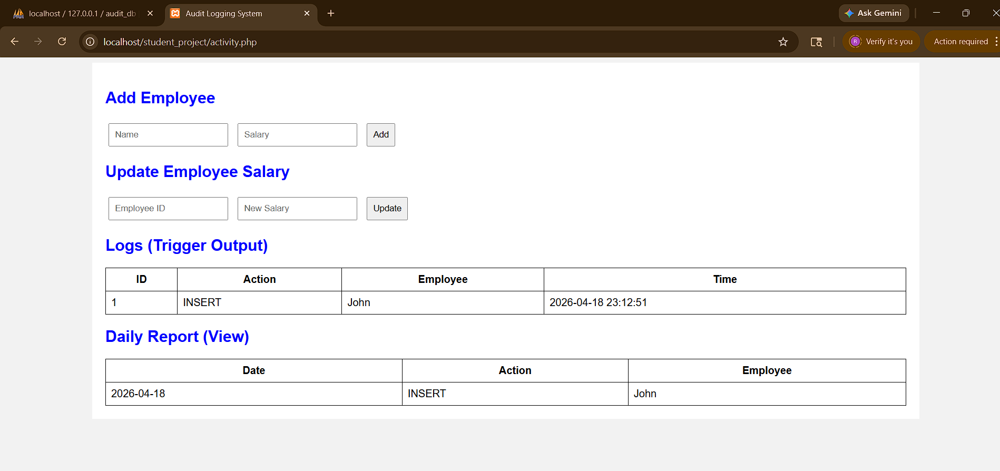 localhost / 127.0.0.1 / audit_db
Audit Logging System
Ask Gemini
localhost/student_project/activity.php
R
Verify it's you
Action required
Add Employee
Name
Salary
Add
Update Employee Salary
Employee ID
New Salary
Update
Logs (Trigger Output)
ID Action Employee Time
1 INSERT John 2026-04-18 23:12:51
Daily Report (View)
Date Action Employee
2026-04-18 INSERT John